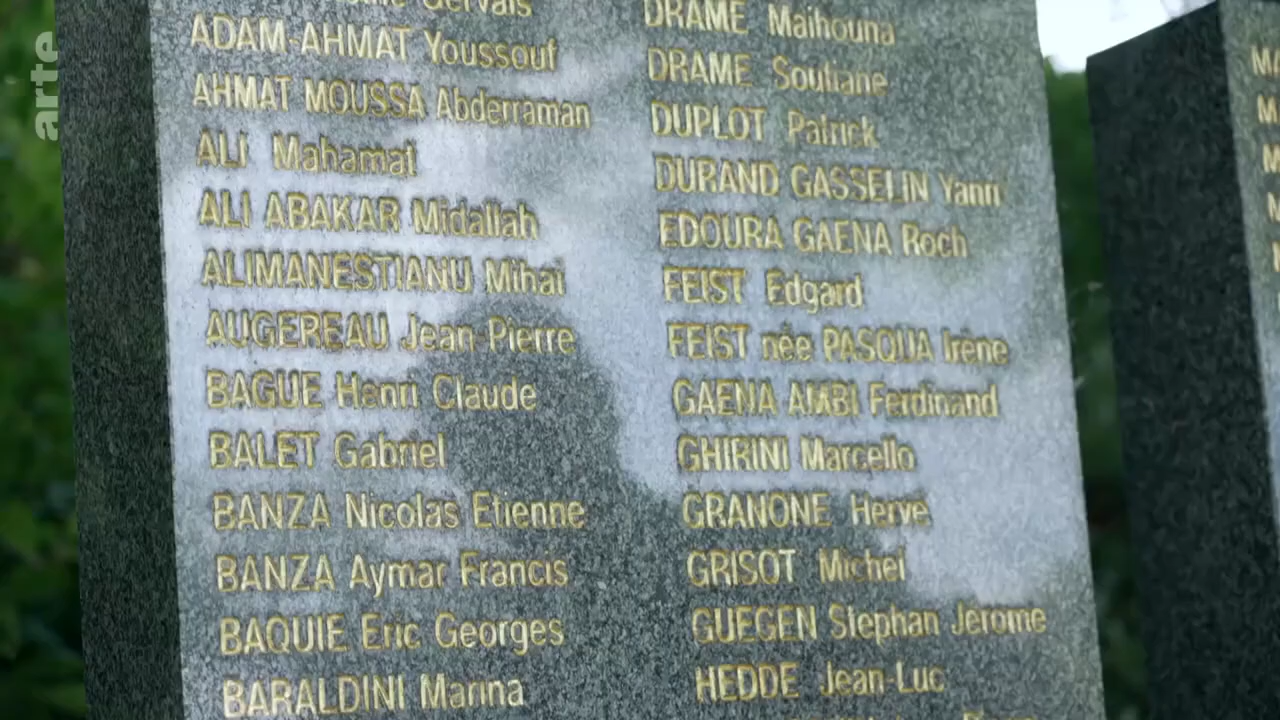 arte
Gervais
ADAM-AHMAT Youssouf
AHMAT MOUSSA Abderraman
ALI Mahamat
ALI ABAKAR Midallah
ALIMANESTIANU Mihai
AUGEREAU Jean Pierre
BAGUE Henri Claude
BALET Gabriel
BANZA Nicolas Etienne
BANZA Aymar Francis
BAQUIE Eric Georges
BARALDINI Marina
DRAME Maihouna
DRAME Souliane
DUPLOT Patrick
DURAND GASSELIN Yann
EDOURA GAENA Roch
FEIST Edgard
FEIST née PASQUA Irène
GAENA AMBI Ferdinand
GHIRINI Marcello
GRANONE Hervé
GRISOT Michel
GUEGEN Stephan Jérome
HEDDE Jean-Luc